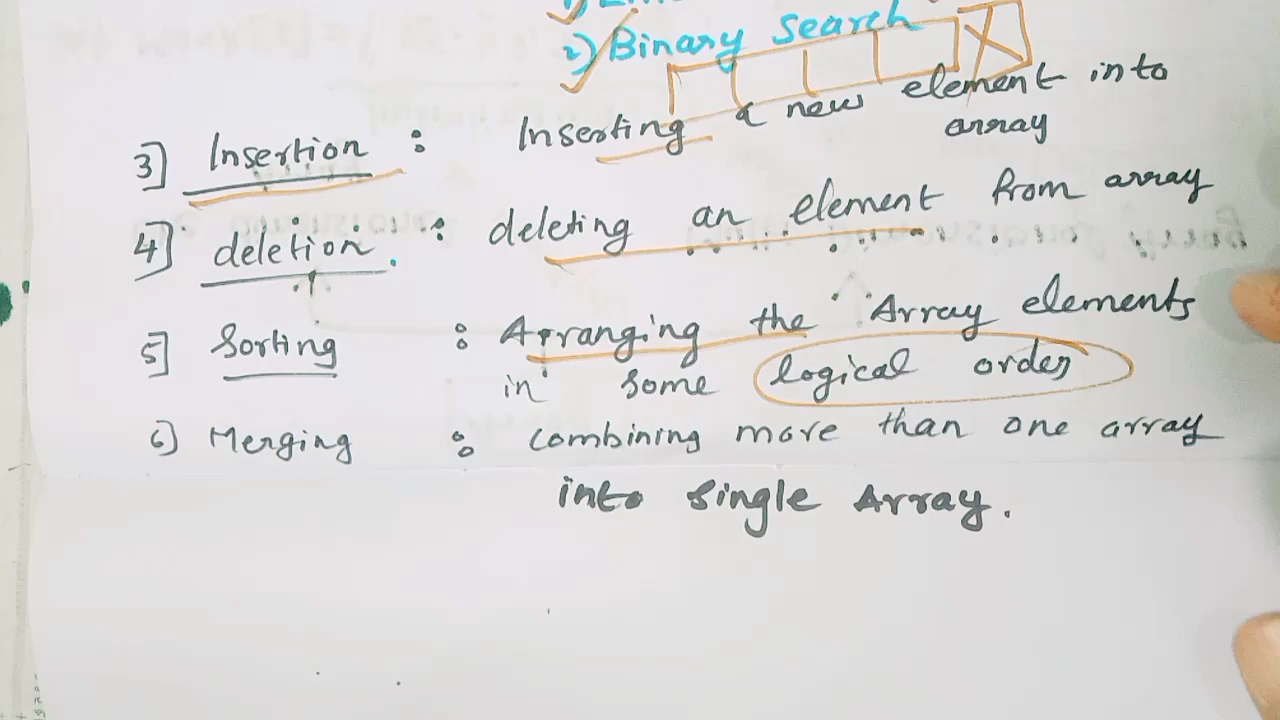 1)
2) Binary Search
3] Insertion : Inserting a new element into
array
4] deletion. : deleting an element from array
5] Sorting : Arranging the Array elements
in some logical order
6) Merging : combining more than one array
into single Array.